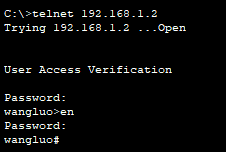 C:\>telnet 192.168.1.2
Trying 192.168.1.2 ...Open
User Access Verification
Password:
wangluo>en
Password:
wangluo#